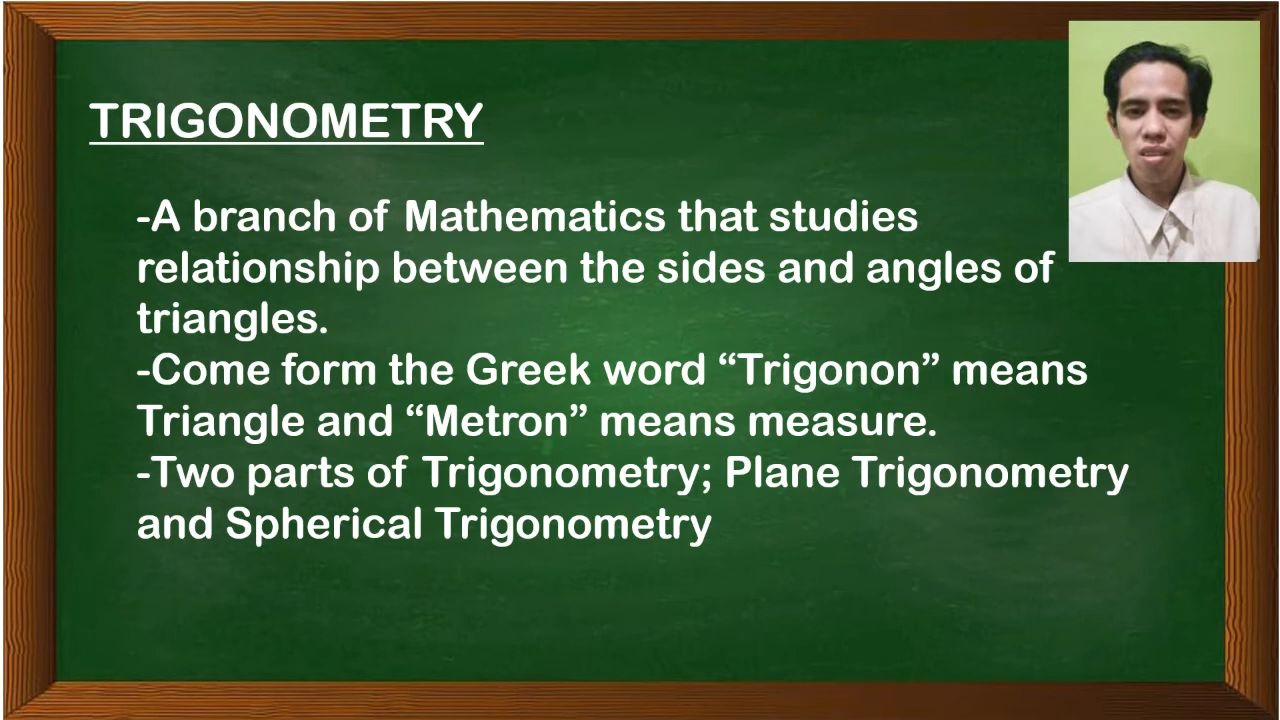 TRIGONOMETRY
-A branch of Mathematics that studies
relationship between the sides and angles of
triangles.
-Come form the Greek word “Trigonon” means
Triangle and “Metron” means measure.
-Two parts of Trigonometry; Plane Trigonometry
and Spherical Trigonometry